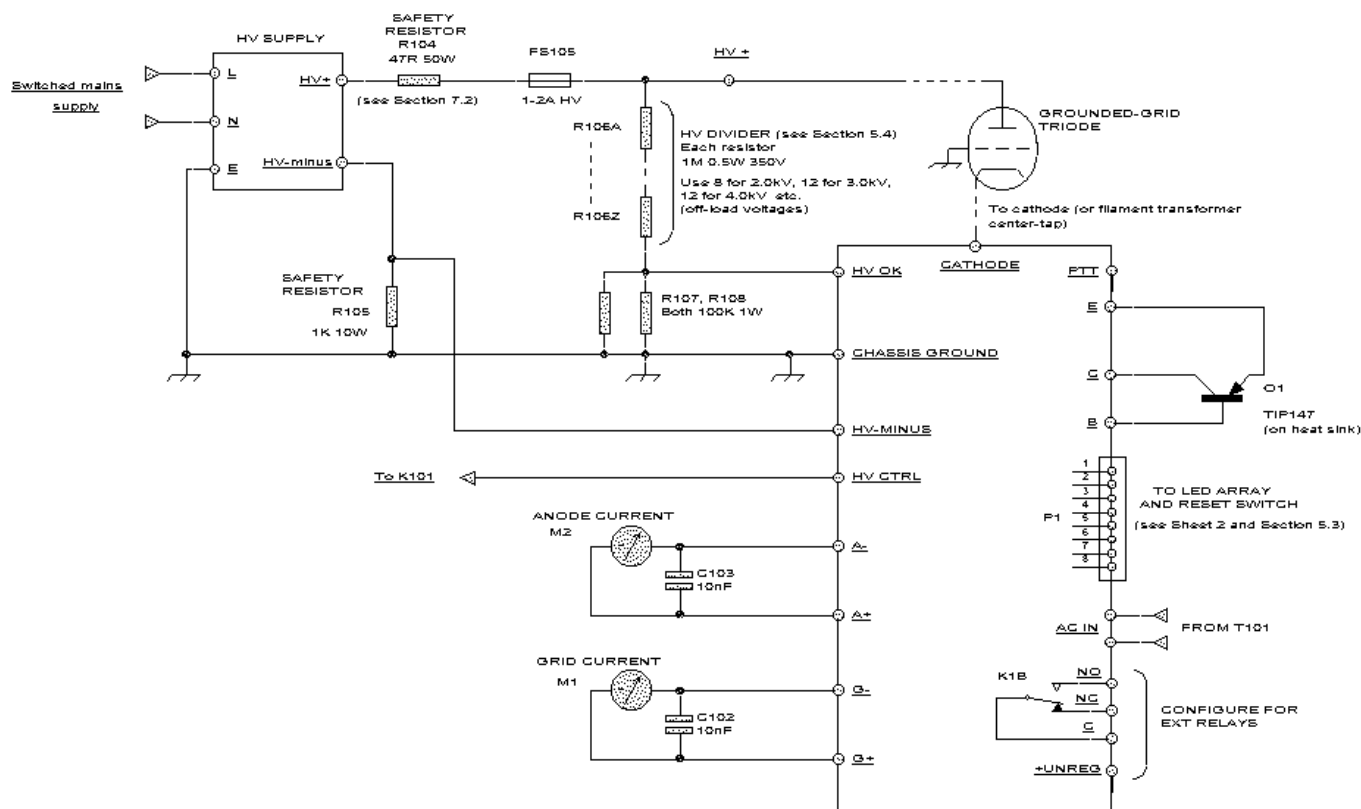 HV SUPPLY
SAFETY
RESISTOR
R104
47R 50W
(see Section 7.2)
FS105
1-2A HV
HV +
Switched mains
supply
L
N
E
HV+
HV-minus
R106A
R106Z
HV DIVIDER (see Section 5.4)
Each resistor
1M 0.5W 350V
Use 8 for 2.0kV, 12 for 3.0kV,
12 for 4.0kV etc.
(off-load voltages)
GROUNDED-GRID
TRIODE
To cathode (or filament transformer
center-tap)
SAFETY
RESISTOR
R105
1K 10W
R107, R108
Both 100K 1W
HV OK
CATHODE
PTT
E
C
B
Q1
TIP147
(on heat sink)
CHASSIS GROUND
HV-MINUS
To K101
HV CTRL
P1
1
2
3
4
5
6
7
8
TO LED ARRAY
AND RESET SWITCH
(see Sheet 2 and Section 5.3)
ANODE CURRENT
M2
C103
10nF
A-
A+
AC IN
FROM T101
GRID CURRENT
M1
C102
10nF
G-
G+
K1B
NO
NC
C
+UNREG
CONFIGURE FOR
EXT RELAYS